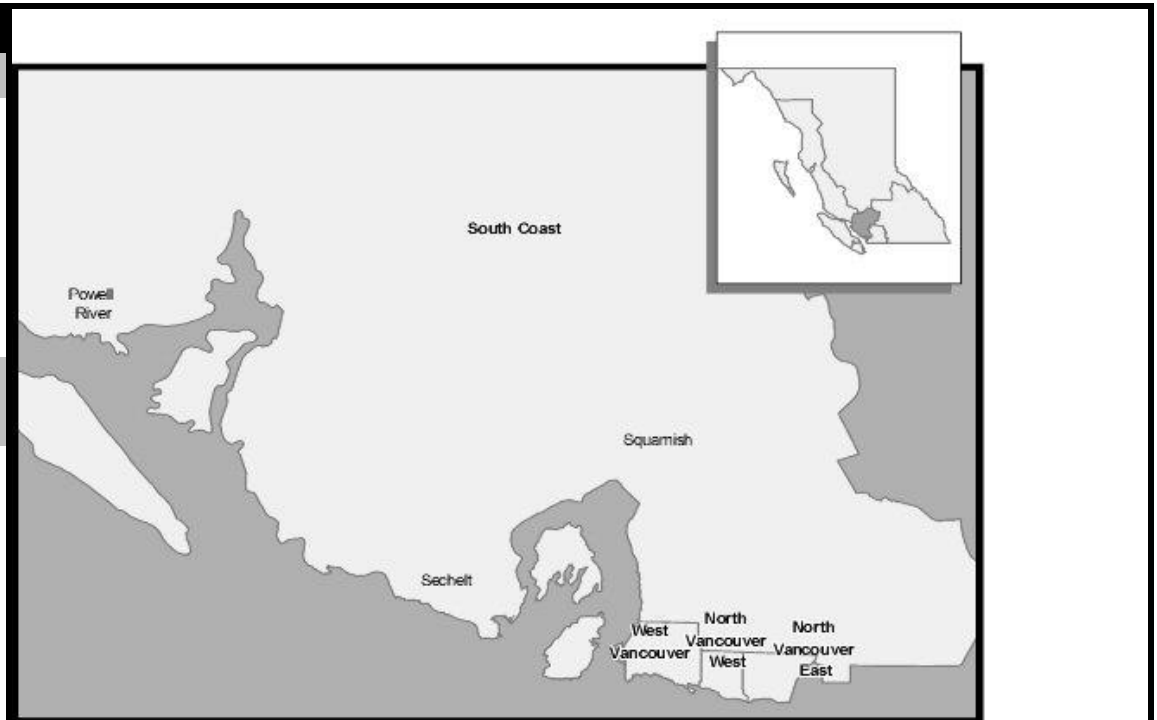 South Coast
Powell
River
Squamish
Sechelt
West
Vancouver
North
Vancouver
West
North
Vancouver
East